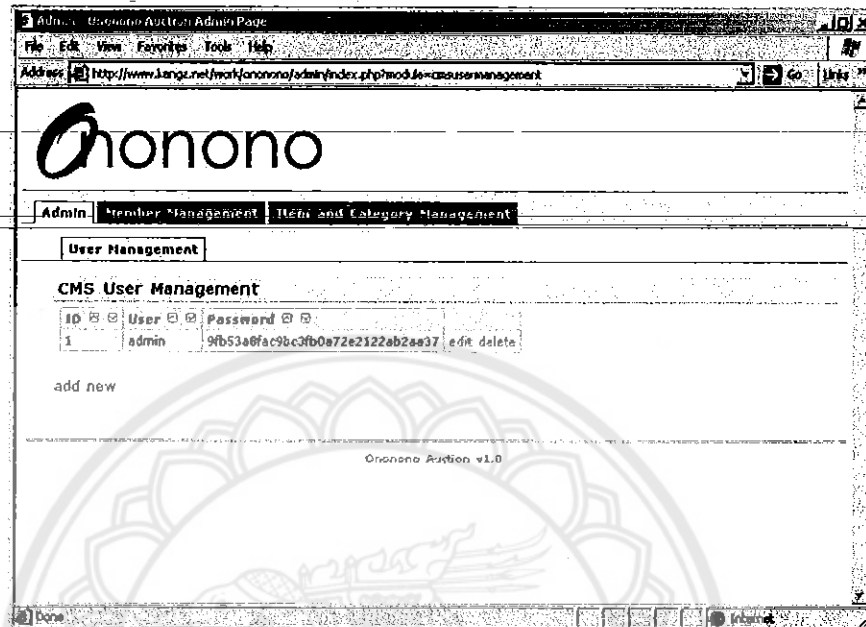 Admin - Ononono Auction Admin Page
File Edit View Favorites Tools Help
Address http://www.kengz.net/work/ononono/admin/index.php?module=cmsusermanagement Go Links »
Ononono
Admin Member Management Item and Category Management
User Management
CMS User Management
ID User Password
1 admin 9fb53a8fac9bc3fb0a72e2122ab2aa37 edit delete
add new
Ononono Auction v1.0
Done Internet